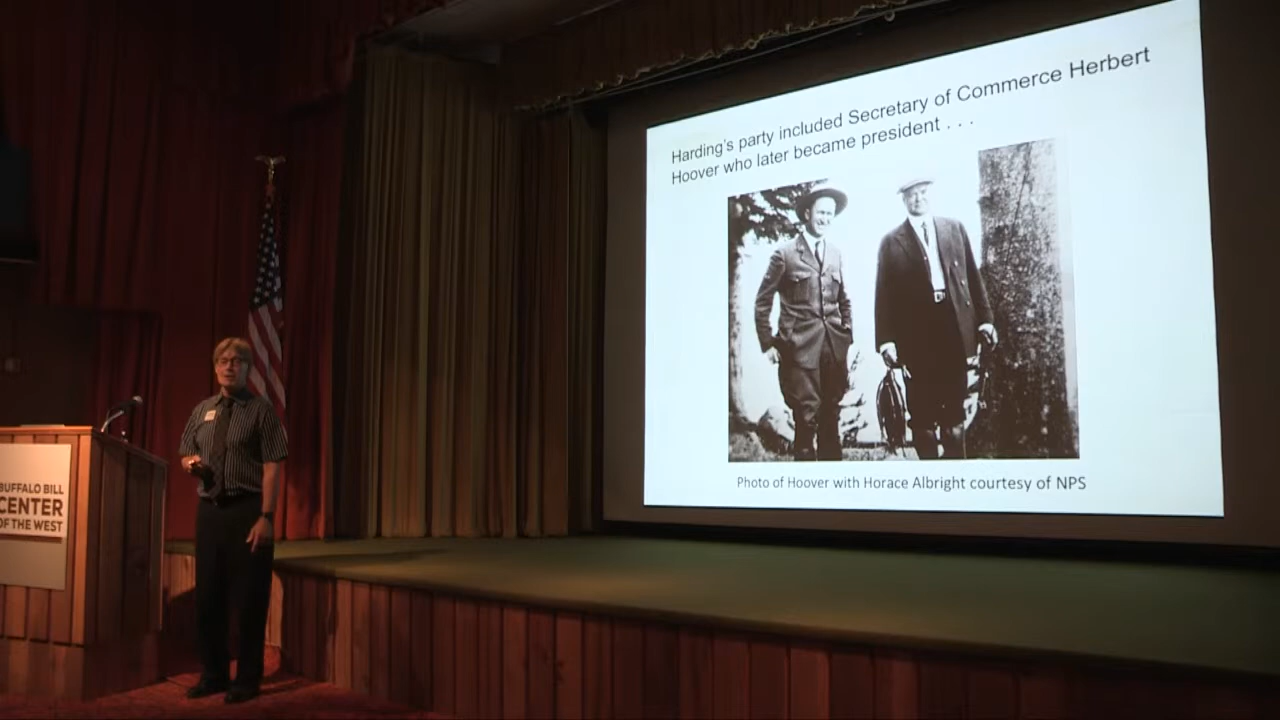 Harding's party included Secretary of Commerce Herbert
Hoover who later became president . . .
Photo of Hoover with Horace Albright courtesy of NPS
BUFFALO BILL
CENTER
OF THE WEST